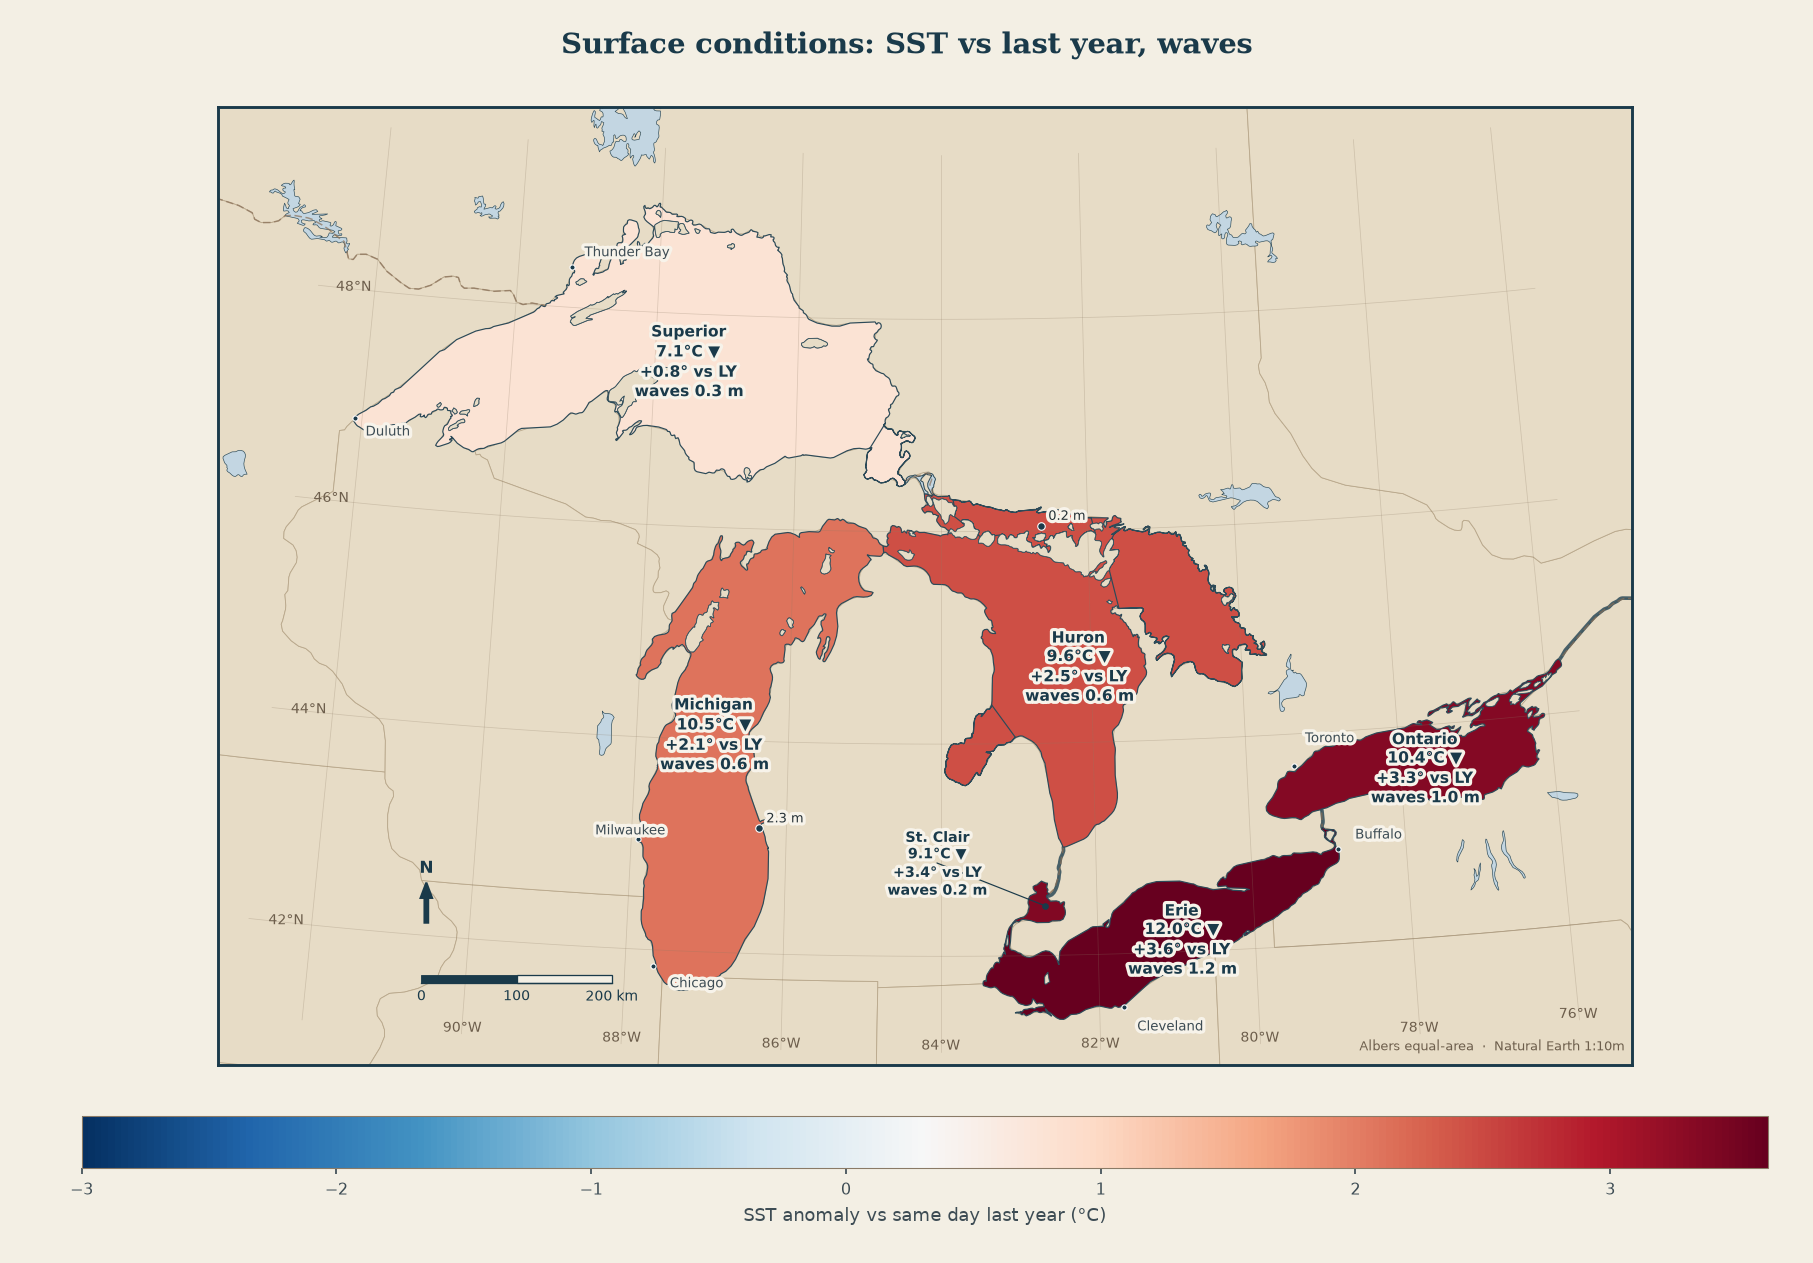 Surface conditions: SST vs last year, waves
Thunder Bay
48°N
Superior
7.1°C ▼
+0.8° vs LY
waves 0.3 m
Duluth
46°N
0.2 m
Huron
9.6°C ▼
+2.5° vs LY
waves 0.6 m
44°N
Michigan
10.5°C ▼
+2.1° vs LY
waves 0.6 m
Toronto
Ontario
10.4°C ▼
+3.3° vs LY
waves 1.0 m
2.3 m
Milwaukee
Buffalo
St. Clair
9.1°C ▼
+3.4° vs LY
waves 0.2 m
N
42°N
Erie
12.0°C ▼
+3.6° vs LY
waves 1.2 m
Chicago
0 100 200 km
Cleveland
90°W 88°W 86°W 84°W 82°W 80°W 78°W 76°W
Albers equal-area · Natural Earth 1:10m
−3 −2 −1 0 1 2 3
SST anomaly vs same day last year (°C)